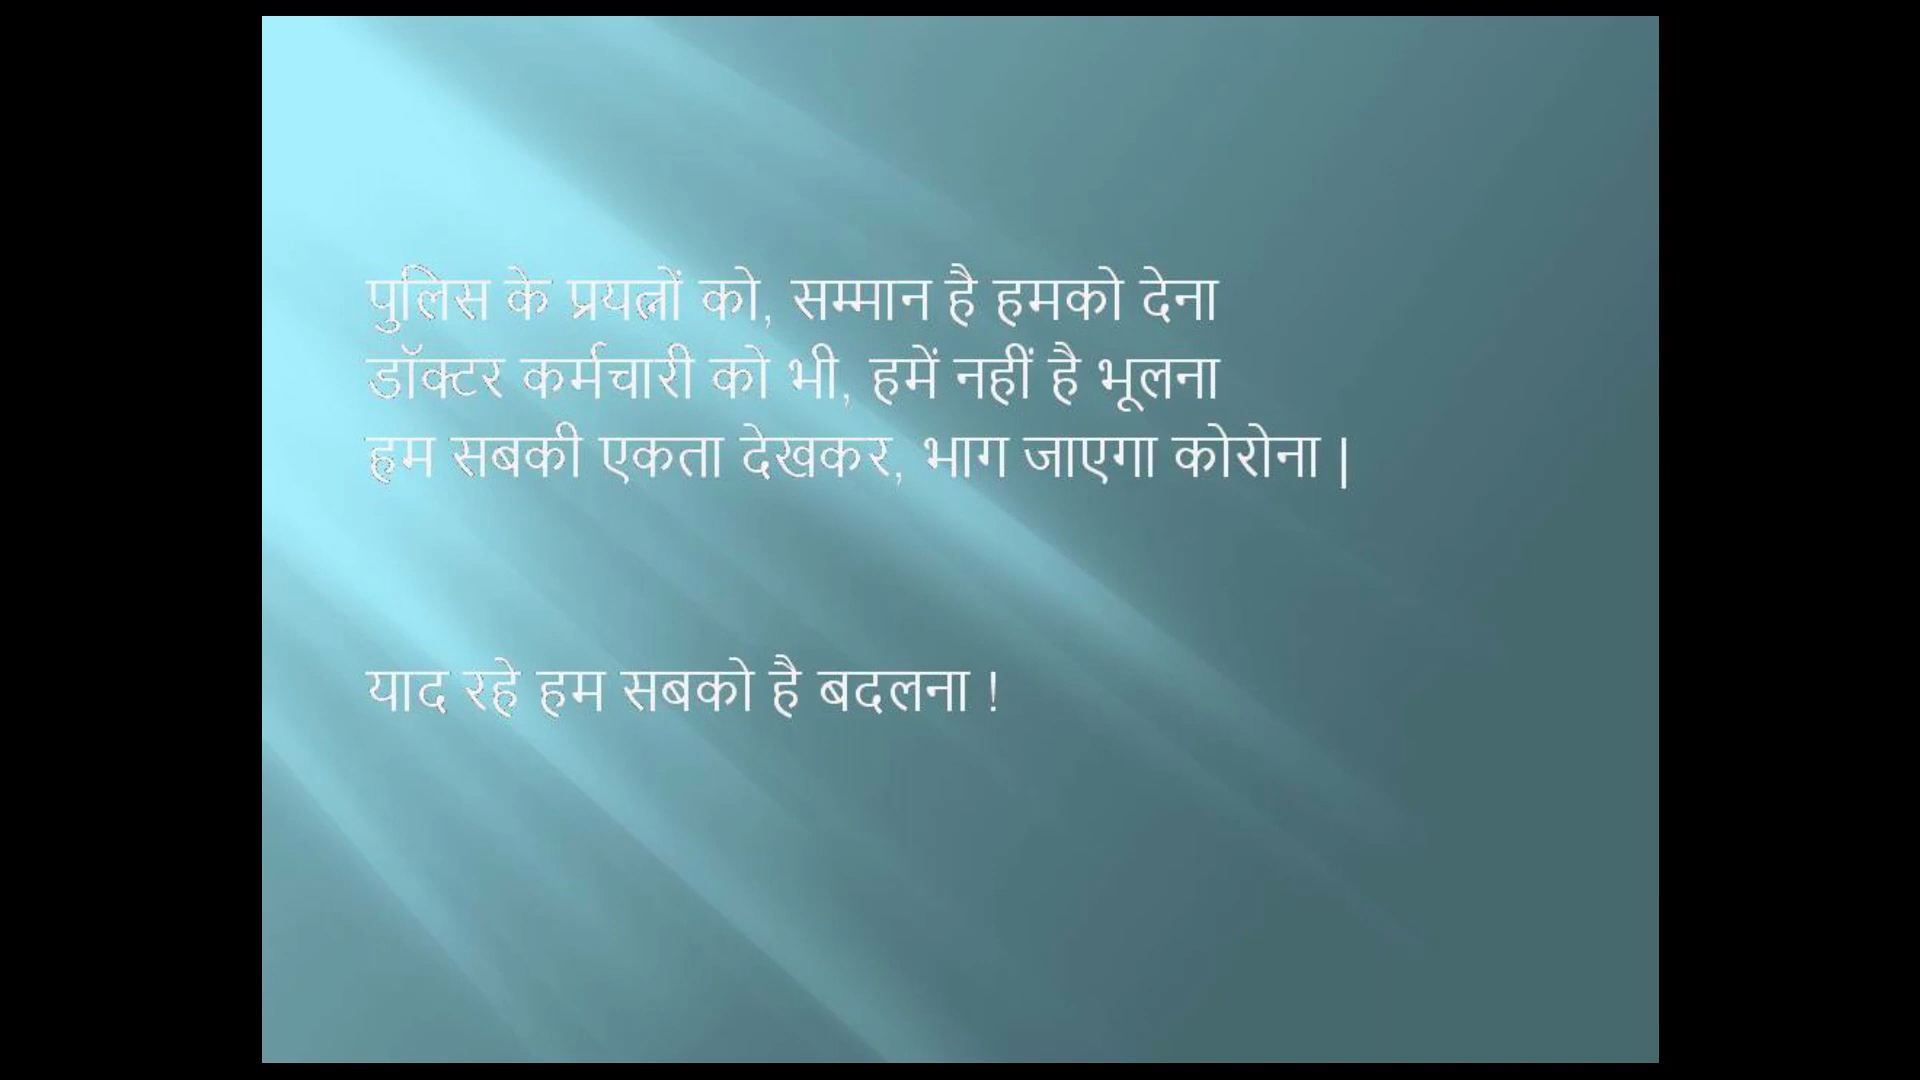 पुलिस के प्रयत्नों को, सम्मान है हमको देना
डॉक्टर कर्मचारी को भी, हमें नहीं है भूलना
हम सबकी एकता देखकर, भाग जाएगा कोरोना |
याद रहे हम सबको है बदलना !